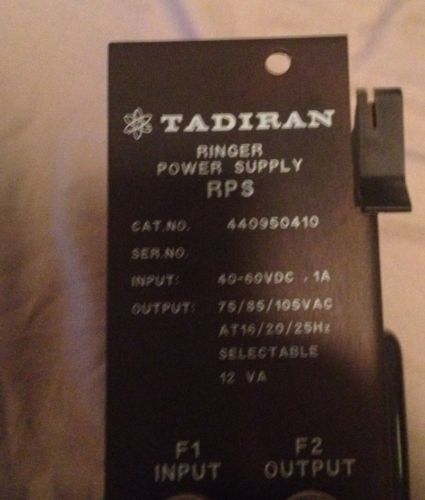 TADIRAN
RINGER
POWER SUPPLY
RPS
CAT.NO. 440950410
SER.NO.
INPUT: 40-60VDC , 1A
OUTPUT: 75/85/105VAC
AT16/20/25Hz
SELECTABLE
12 VA
F1 F2
INPUT OUTPUT